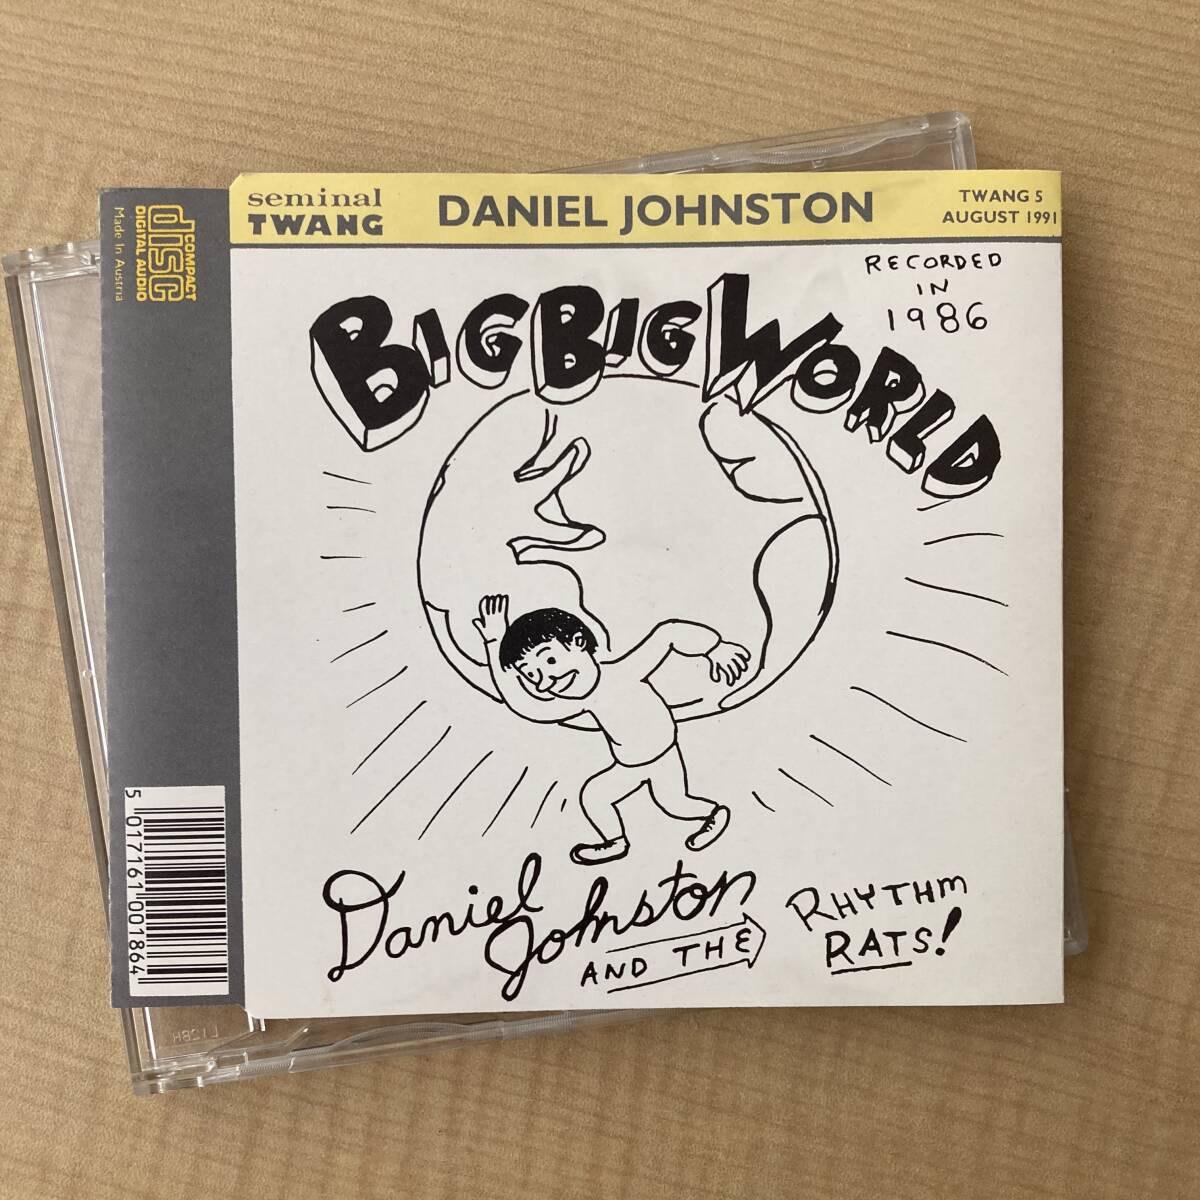 seminal
TWANG
DANIEL JOHNSTON
TWANG 5
AUGUST 1991
RECORDED
IN
1986
BIG BIG WORLD
Daniel
Johnston
AND THE
RHYTHM
RATS!
COMPACT
disc
DIGITAL AUDIO
Made In Austria
5 017161 001864